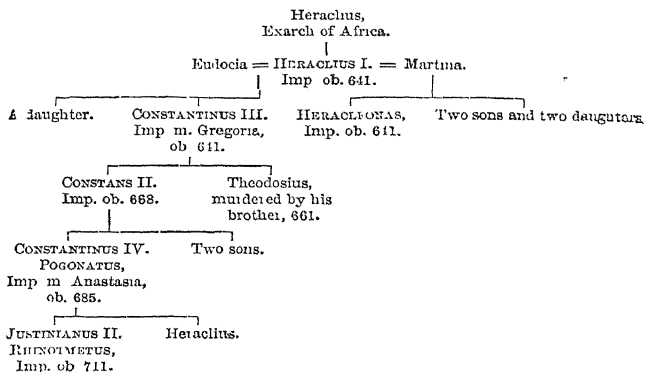 Heraclius,
Exarch of Africa.
Eudocia = HERACLIUS I. = Martina.
Imp ob. 641.
A daughter. CONSTANTINUS III. HERACLEONAS, Two sons and two daughters.
Imp m. Gregoria, Imp. ob. 641.
ob 641.
CONSTANS II. Theodosius,
Imp. ob. 668. murdered by his
brother, 661.
CONSTANTINUS IV. Two sons.
POGONATUS,
Imp m Anastasia,
ob. 685.
JUSTINIANUS II. Heraclius.
RHINOTMETUS,
Imp. ob 711.